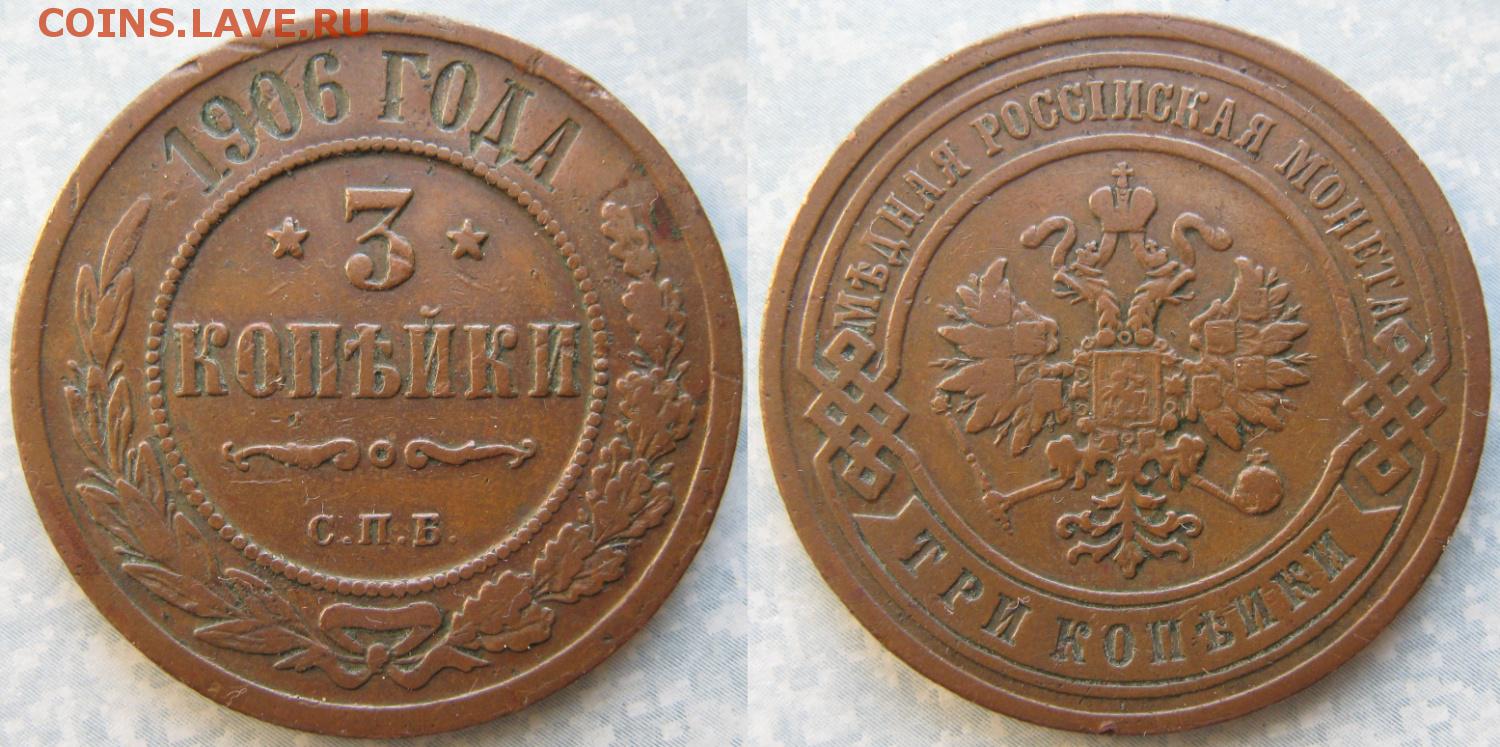 COINS.LAVE.RU
1906 ГОДА
3
КОПѢЙКИ
С.П.Б.
МѢДНАЯ РОССІЙСКАЯ МОНЕТА
ТРИ КОПѢЙКИ